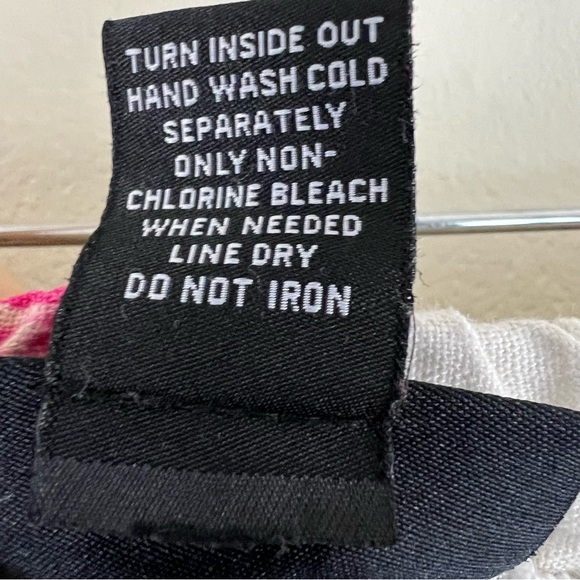 TURN INSIDE OUT
HAND WASH COLD
SEPARATELY
ONLY NON-
CHLORINE BLEACH
WHEN NEEDED
LINE DRY
DO NOT IRON